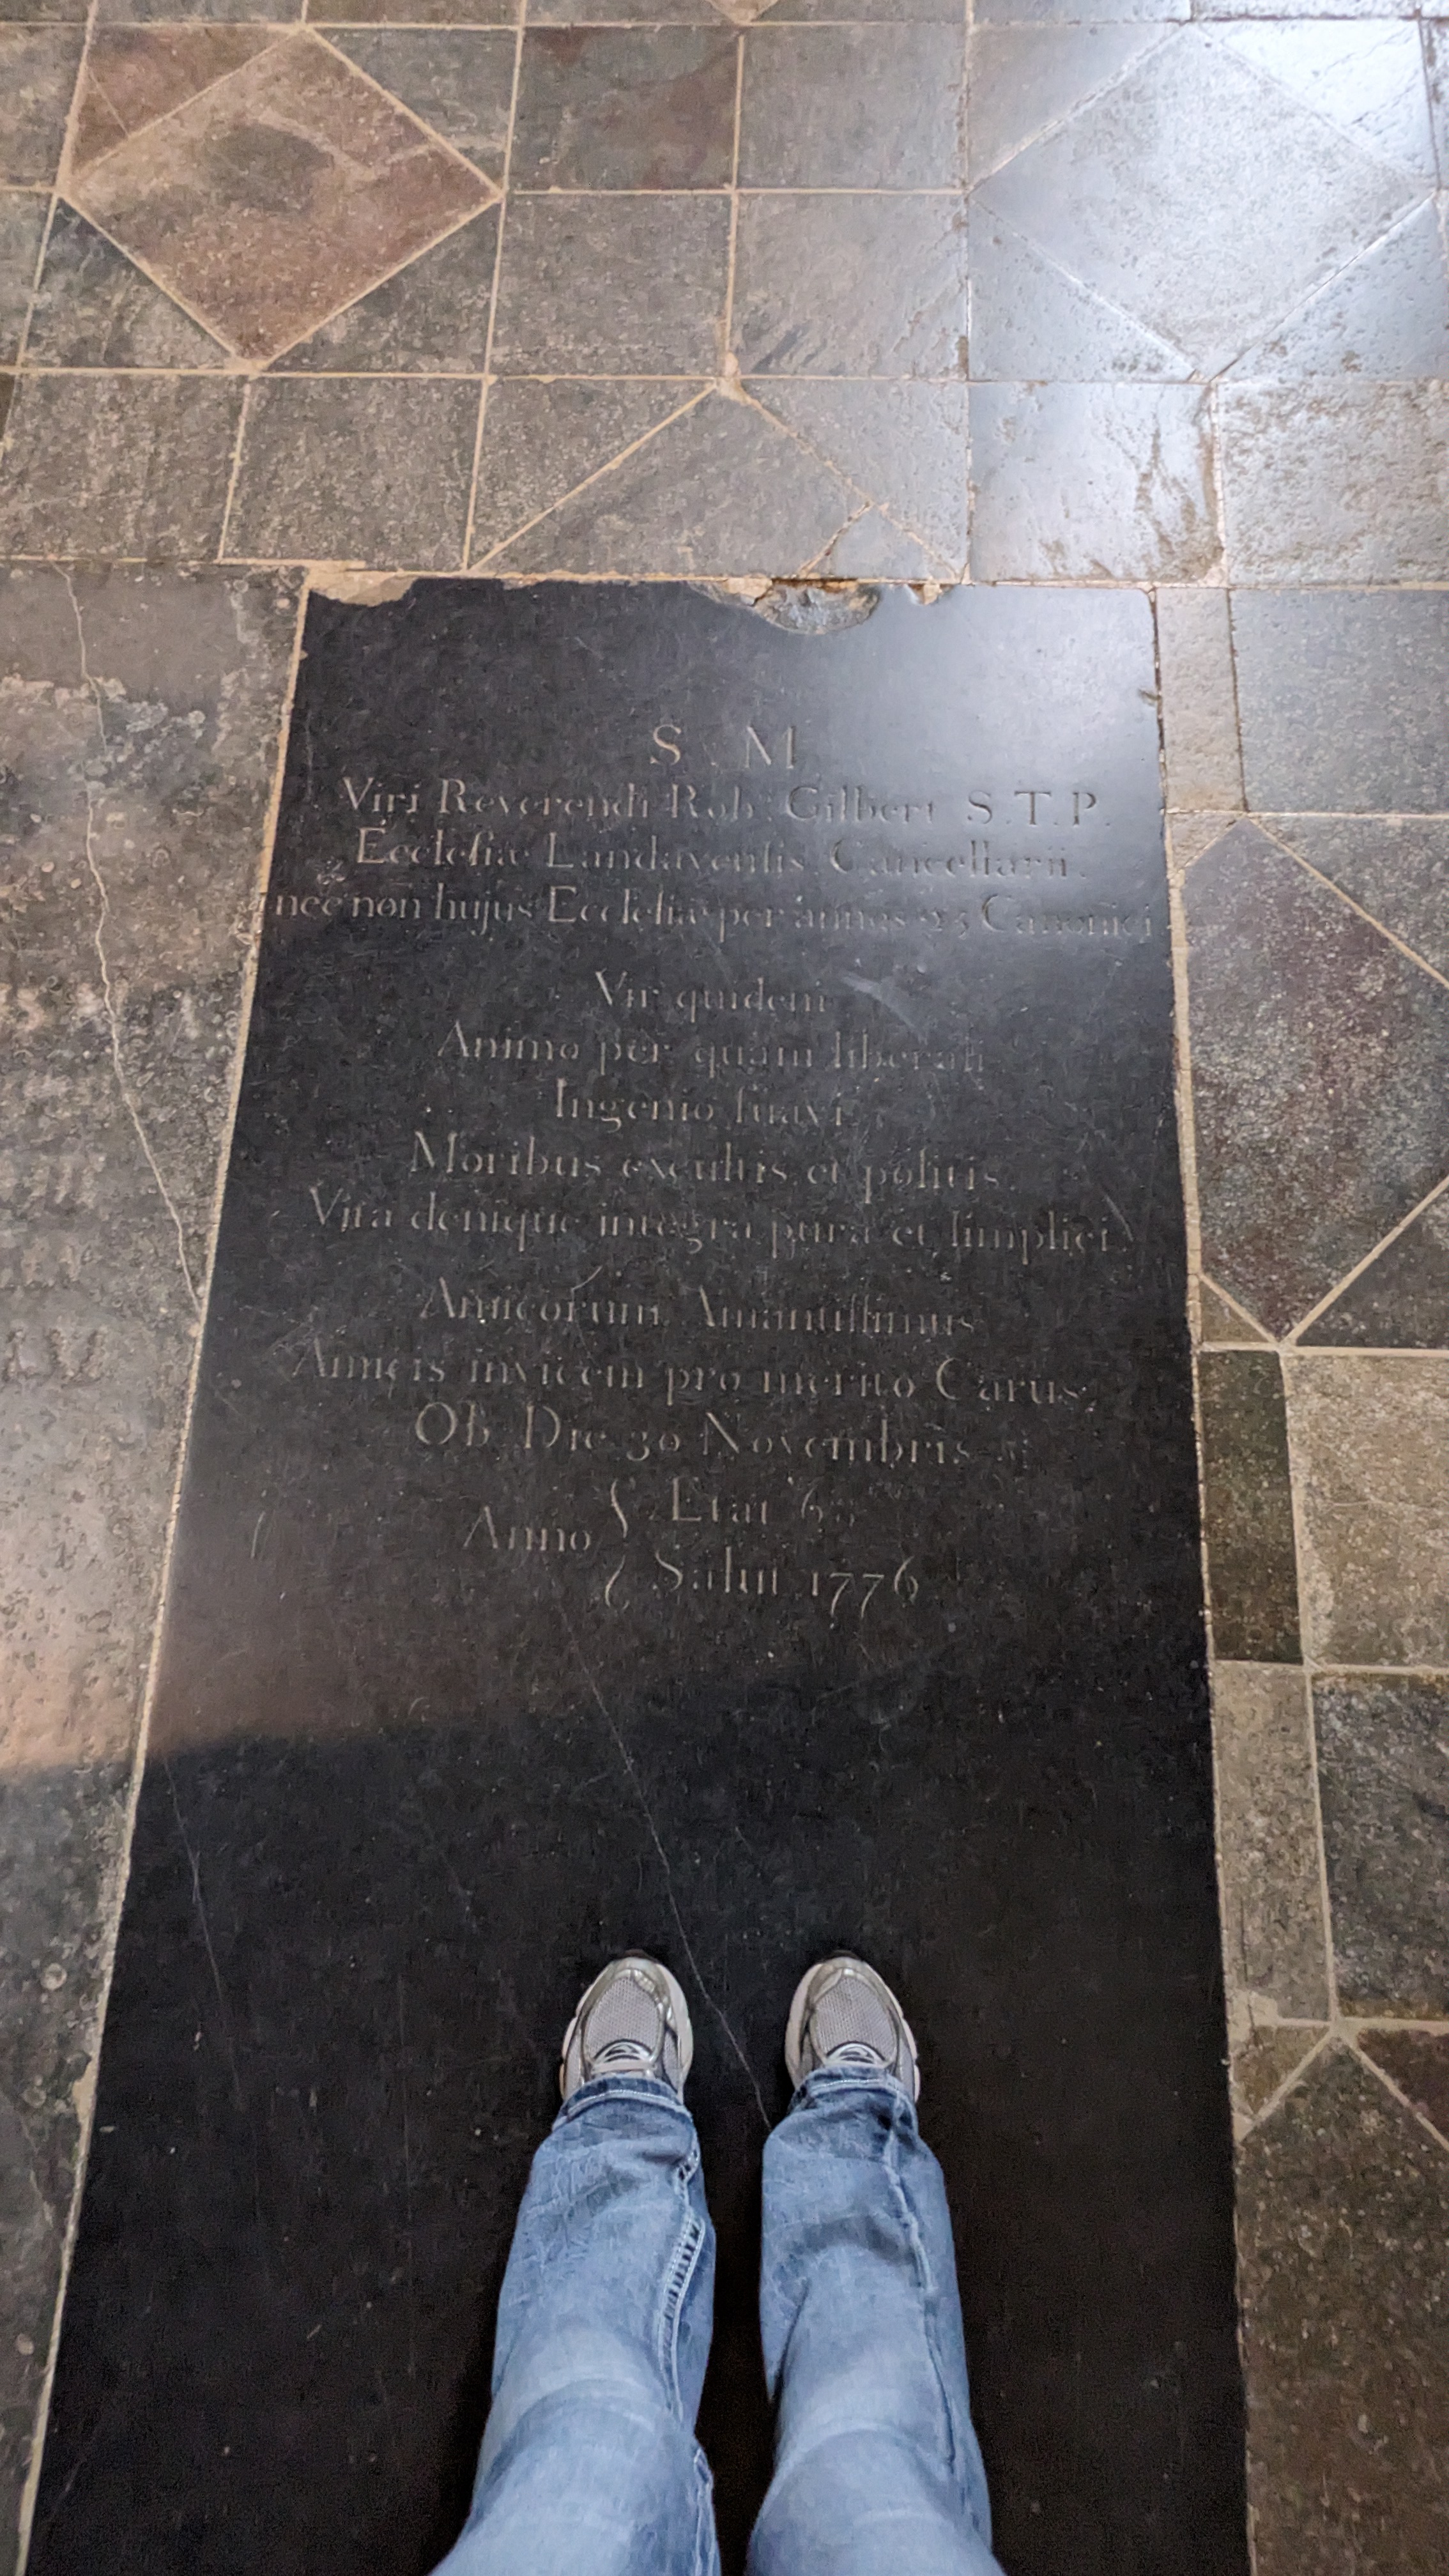 S M
Viri Reverendi Rob. Gilbert S.T.P.
Ecclesiæ Landavensis Cancellarii.
nec non hujus Ecclesiæ per annos 23 Canonici
Vir quidem
Animo per quam liberali
Ingenio suavi
Moribus excultis et politis
Vita denique integra pura et simplici
Amicorum Amantissimus
Amicis invicem pro merito Carus,
Ob. Die 30 Novembris
Anno { Etat
Salut 1776